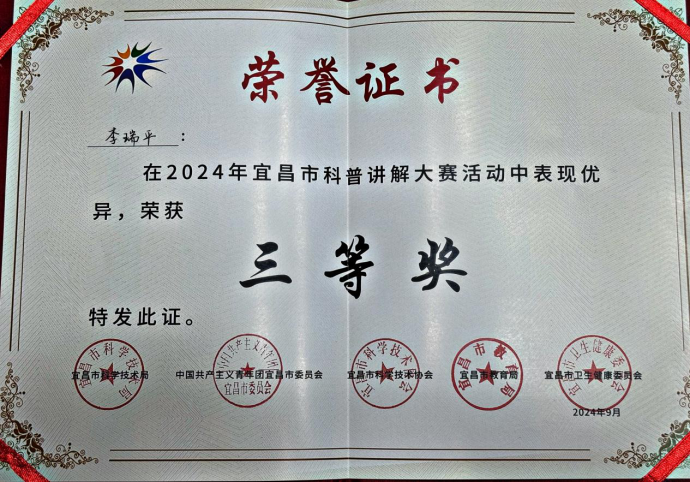 荣誉证书
李瑞平：
在2024年宜昌市科普讲解大赛活动中表现优
异，荣获
三等奖
特发此证。
宜昌市科学技术局 中国共产主义青年团宜昌市委员会 宜昌市科学技术协会 宜昌市教育局 宜昌市卫生健康委员会
2024年9月